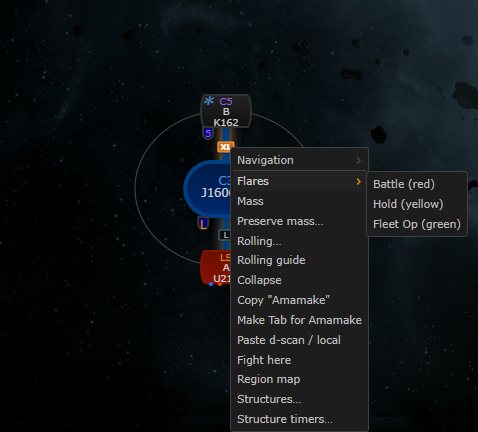 C5
B
K162
5
XL
J160
L
L
LS
A
U21
Navigation
Flares
Mass
Preserve mass...
Rolling...
Rolling guide
Collapse
Copy "Amamake"
Make Tab for Amamake
Paste d-scan / local
Fight here
Region map
Structures...
Structure timers...
Battle (red)
Hold (yellow)
Fleet Op (green)